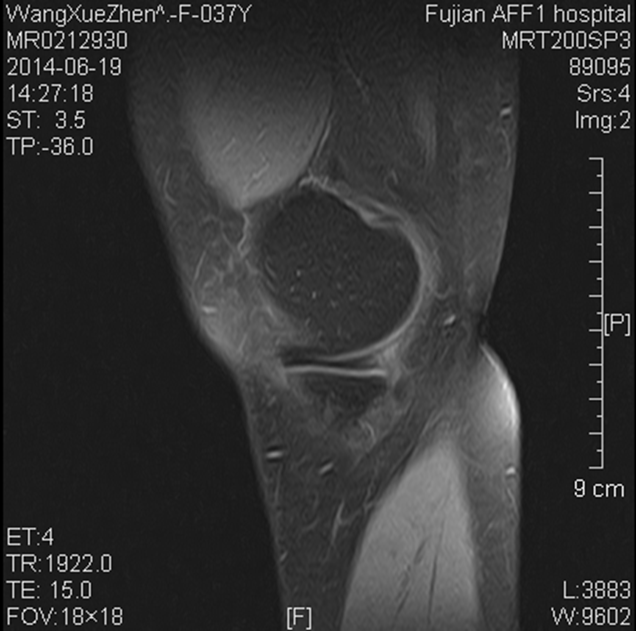 WangXueZhen^.-F-037Y
MR0212930
2014-06-19
14:27:18
ST: 3.5
TP:-36.0
Fujian AFF1 hospital
MRT200SP3
89095
Srs:4
Img:2
[P]
9 cm
ET:4
TR:1922.0
TE: 15.0
FOV:18×18
[F]
L:3883
W:9602